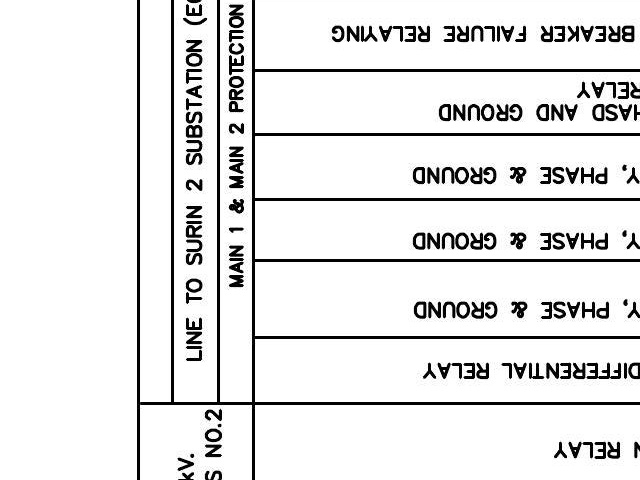 kV.
S NO.2
N RELAY
LINE TO SURIN 2 SUBSTATION (
MAIN 1 & MAIN 2 PROTECTION
DIFFERENTIAL RELAY
Y, PHASE & GROUND
Y, PHASE & GROUND
Y, PHASE & GROUND
HASD AND GROUND
RELAY
BREAKER FAILURE RELAYING